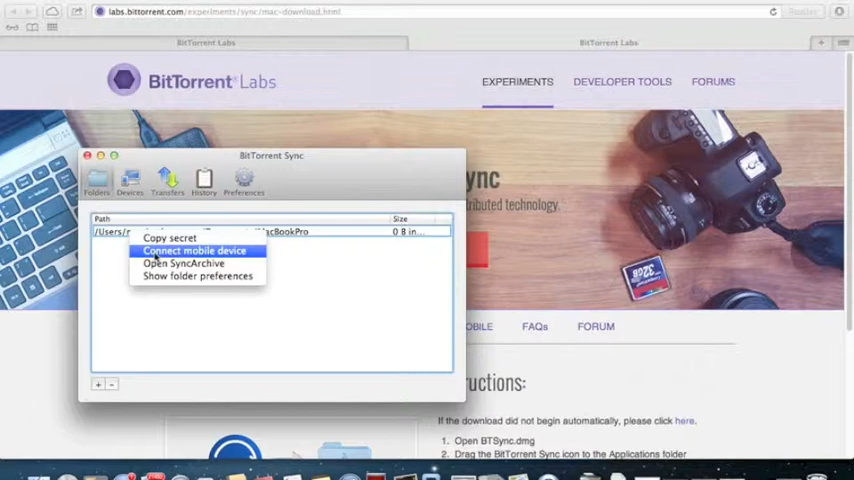 labs.bittorrent.com/experiments/sync/mac-download.html
BitTorrent Labs
BitTorrent Labs
BitTorrent® Labs
EXPERIMENTS
DEVELOPER TOOLS
FORUMS
BitTorrent Sync
Folders
Devices
Transfers
History
Preferences
ync
tributed technology.
Path
Size
/Users/
MacBookPro
0 B in...
Copy secret
Connect mobile device
Open SyncArchive
Show folder preferences
32GB
OBILE
FAQs
FORUM
+ -
uctions:
If the download did not begin automatically, please click here.
1. Open BTSync.dmg
2. Drag the BitTorrent Sync icon to the Applications folder